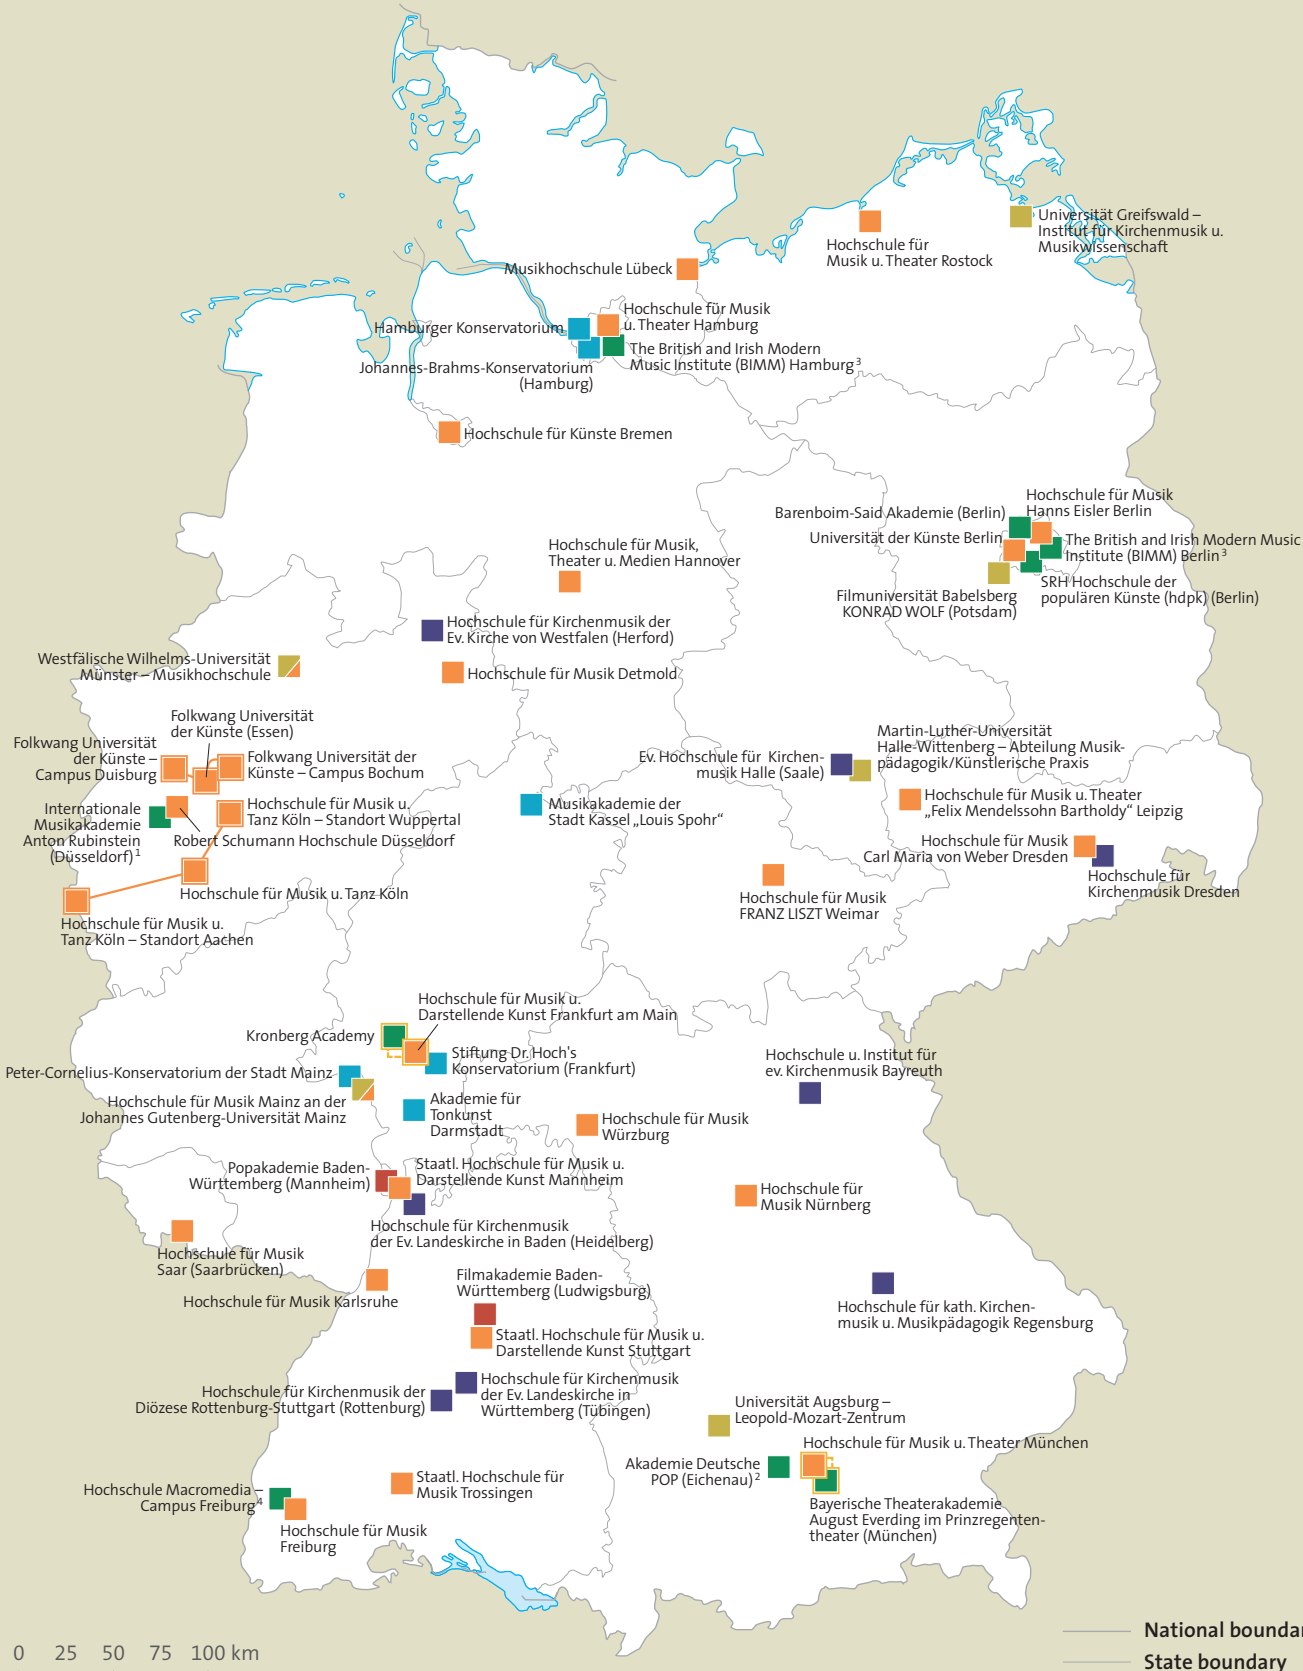 Universität Greifswald –
Institut für Kirchenmusik u.
Musikwissenschaft
Hochschule für
Musik u. Theater Rostock
Musikhochschule Lübeck
Hochschule für Musik
u. Theater Hamburg
Hamburger Konservatorium
The British and Irish Modern
Music Institute (BIMM) Hamburg³
Johannes-Brahms-Konservatorium
(Hamburg)
Hochschule für Künste Bremen
Hochschule für Musik
Hanns Eisler Berlin
Barenboim-Said Akademie (Berlin)
Universität der Künste Berlin
The British and Irish Modern Music
Institute (BIMM) Berlin³
SRH Hochschule der
populären Künste (hdpk) (Berlin)
Filmuniversität Babelsberg
KONRAD WOLF (Potsdam)
Hochschule für Musik,
Theater u. Medien Hannover
Hochschule für Kirchenmusik der
Ev. Kirche von Westfalen (Herford)
Westfälische Wilhelms-Universität
Münster – Musikhochschule
Hochschule für Musik Detmold
Folkwang Universität
der Künste (Essen)
Folkwang Universität
der Künste –
Campus Duisburg
Folkwang Universität der
Künste – Campus Bochum
Internationale
Musikakademie
Anton Rubinstein
(Düsseldorf)¹
Hochschule für Musik u.
Tanz Köln – Standort Wuppertal
Robert Schumann Hochschule Düsseldorf
Hochschule für Musik u. Tanz Köln
Hochschule für Musik u.
Tanz Köln – Standort Aachen
Musikakademie der
Stadt Kassel „Louis Spohr“
Martin-Luther-Universität
Halle-Wittenberg – Abteilung Musik-
pädagogik/Künstlerische Praxis
Ev. Hochschule für Kirchen-
musik Halle (Saale)
Hochschule für Musik u. Theater
„Felix Mendelssohn Bartholdy“ Leipzig
Hochschule für Musik
Carl Maria von Weber Dresden
Hochschule für
Kirchenmusik Dresden
Hochschule für Musik
FRANZ LISZT Weimar
Hochschule für Musik u.
Darstellende Kunst Frankfurt am Main
Kronberg Academy
Stiftung Dr. Hoch's
Konservatorium (Frankfurt)
Peter-Cornelius-Konservatorium der Stadt Mainz
Hochschule für Musik Mainz an der
Johannes Gutenberg-Universität Mainz
Akademie für
Tonkunst
Darmstadt
Hochschule u. Institut für
ev. Kirchenmusik Bayreuth
Hochschule für Musik
Würzburg
Popakademie Baden-
Württemberg (Mannheim)
Staatl. Hochschule für Musik u.
Darstellende Kunst Mannheim
Hochschule für Kirchenmusik
der Ev. Landeskirche in Baden (Heidelberg)
Hochschule für
Musik Nürnberg
Hochschule für Musik
Saar (Saarbrücken)
Hochschule für Musik Karlsruhe
Filmakademie Baden-
Württemberg (Ludwigsburg)
Staatl. Hochschule für Musik u.
Darstellende Kunst Stuttgart
Hochschule für kath. Kirchen-
musik u. Musikpädagogik Regensburg
Hochschule für Kirchenmusik der
Diözese Rottenburg-Stuttgart (Rottenburg)
Hochschule für Kirchenmusik
der Ev. Landeskirche in
Württemberg (Tübingen)
Universität Augsburg –
Leopold-Mozart-Zentrum
Hochschule für Musik u. Theater München
Akademie Deutsche
POP (Eichenau)²
Bayerische Theaterakademie
August Everding im Prinzregenten-
theater (München)
Staatl. Hochschule für
Musik Trossingen
Hochschule Macromedia –
Campus Freiburg⁴
Hochschule für Musik
Freiburg
National boundar
State boundary
0 25 50 75 100 km